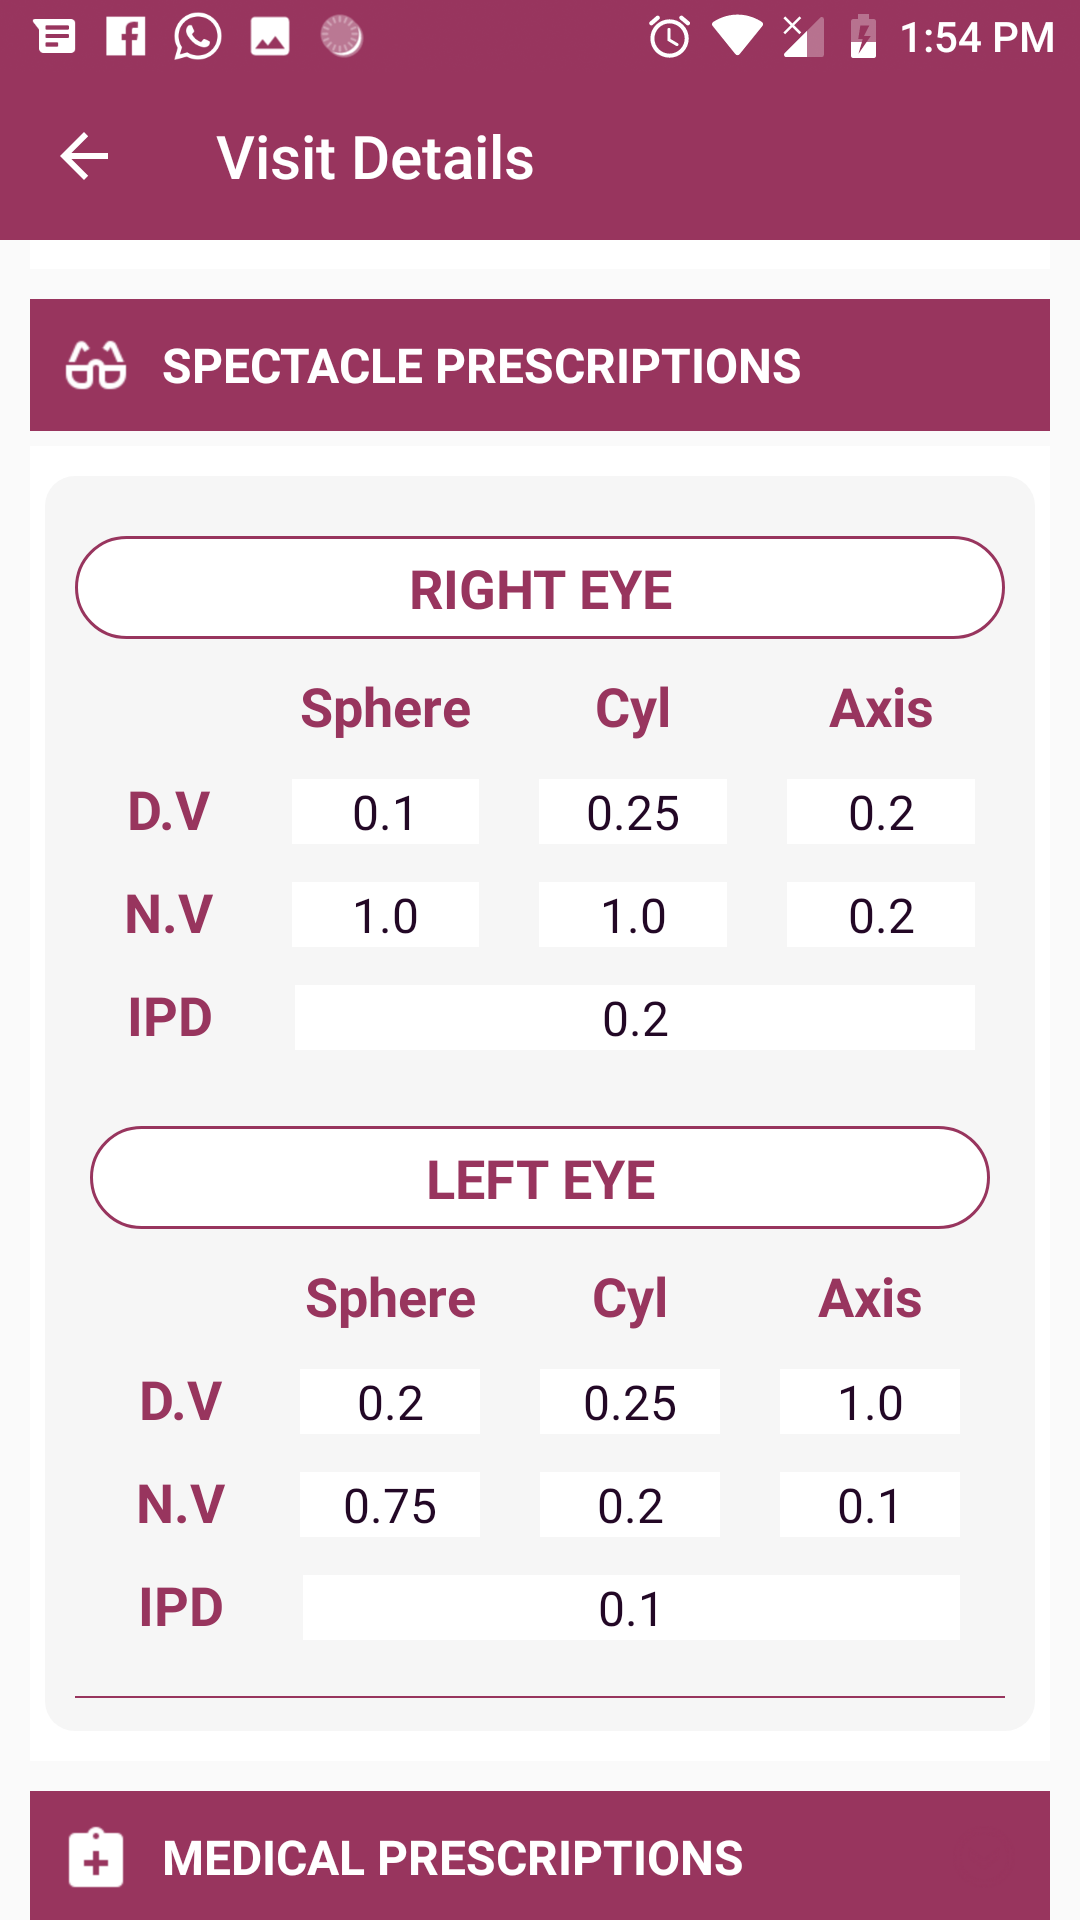 1:54 PM
Visit Details
SPECTACLE PRESCRIPTIONS
RIGHT EYE
Sphere Cyl Axis
D.V 0.1 0.25 0.2
N.V 1.0 1.0 0.2
IPD 0.2
LEFT EYE
Sphere Cyl Axis
D.V 0.2 0.25 1.0
N.V 0.75 0.2 0.1
IPD 0.1
MEDICAL PRESCRIPTIONS